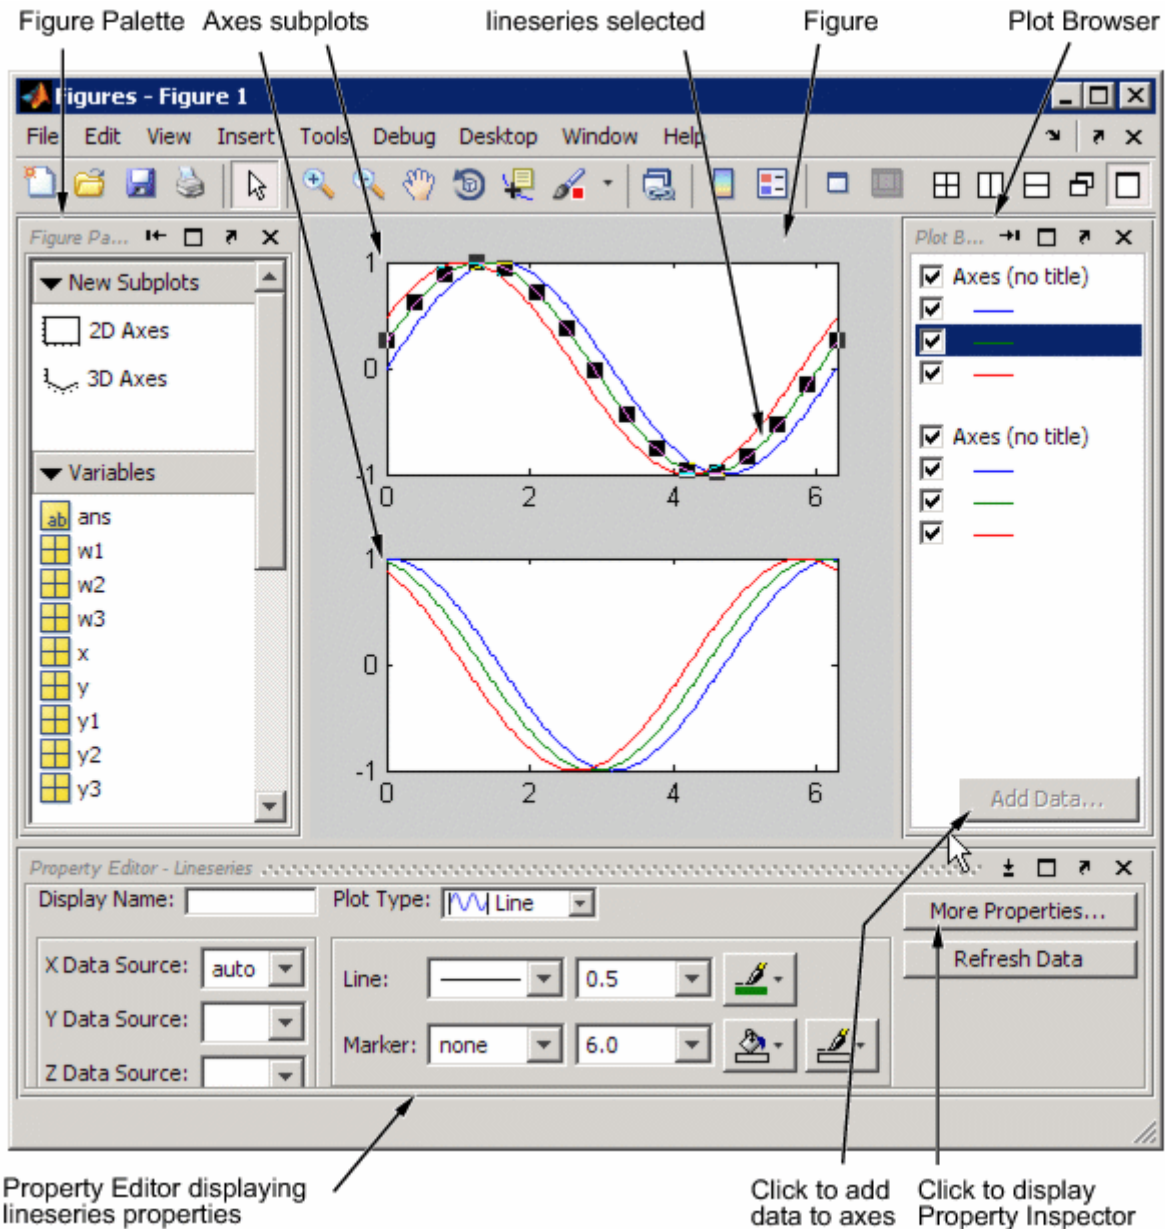 Figure Palette Axes subplots lineseries selected Figure Plot Browser
Figures - Figure 1
File Edit View Insert Tools Debug Desktop Window Help
Figure Pa...
New Subplots
2D Axes
3D Axes
Variables
ab ans
w1
w2
w3
x
y
y1
y2
y3
1
0
-1
0 2 4 6
1
0
-1
0 2 4 6
Plot B...
Axes (no title)
Axes (no title)
Add Data...
Property Editor - Lineseries
Display Name: Plot Type: Line
More Properties...
Refresh Data
X Data Source: auto
Y Data Source:
Z Data Source:
Line: 0.5
Marker: none 6.0
Property Editor displaying
lineseries properties
Click to add
data to axes
Click to display
Property Inspector